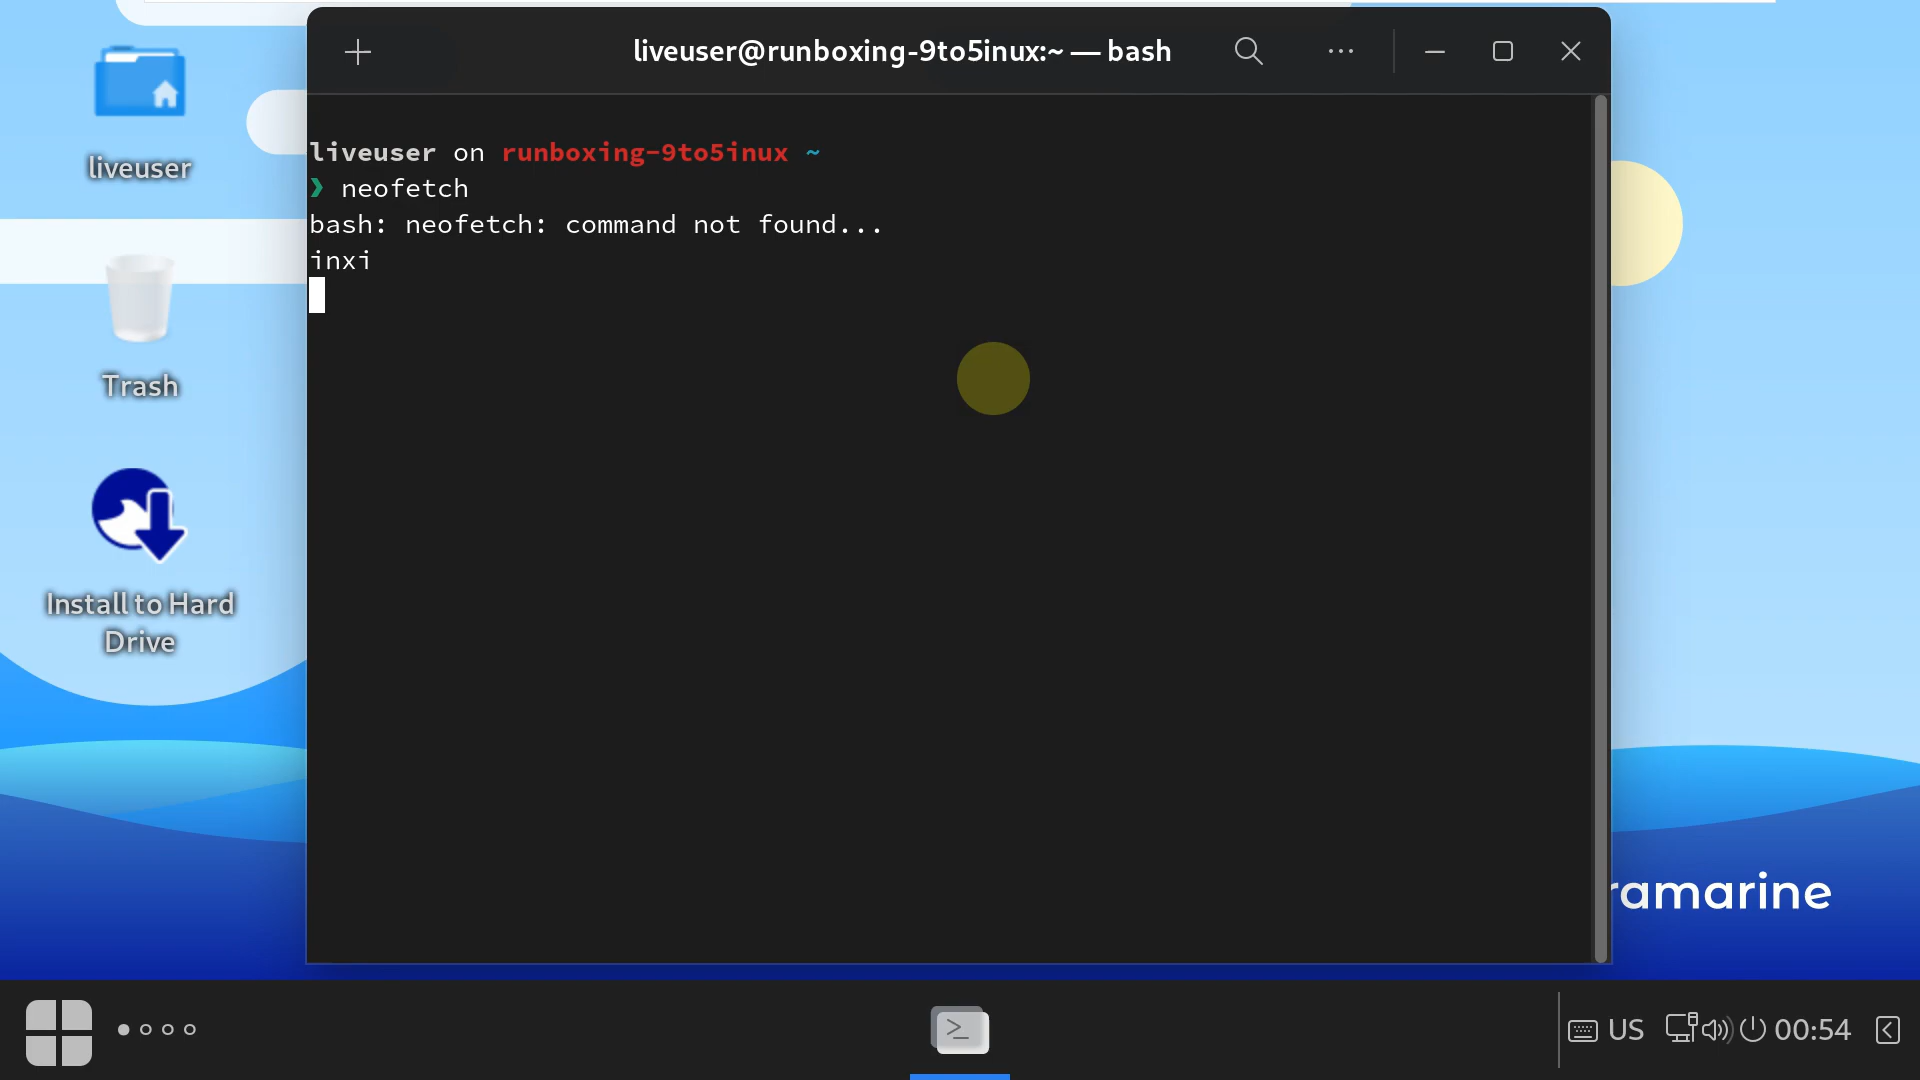 liveuser@runboxing-9to5inux:~ — bash
liveuser on runboxing-9to5inux ~
❯ neofetch
bash: neofetch: command not found...
inxi
liveuser
Trash
Install to Hard
Drive
ramarine
US
00:54